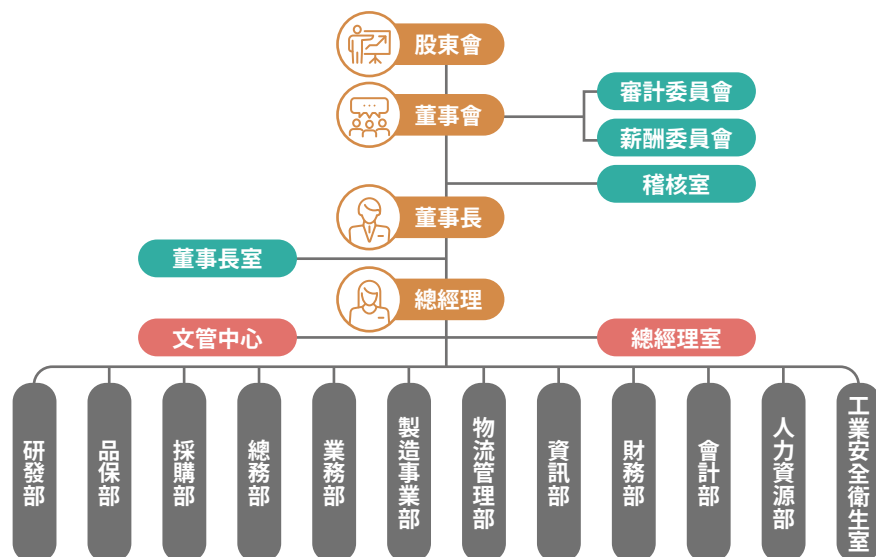 股東會
董事會
審計委員會
薪酬委員會
稽核室
董事長
董事長室
總經理
文管中心
總經理室
研發部
品保部
採購部
總務部
業務部
製造事業部
物流管理部
資訊部
財務部
會計部
人力資源部
工業安全衛生室